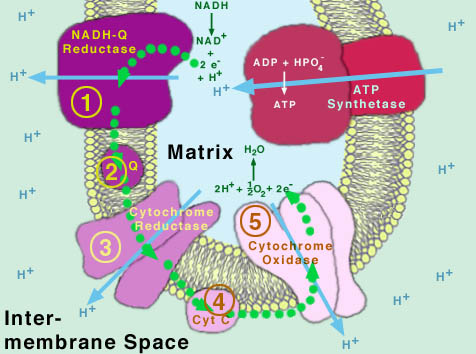 NADH
H⁺
H⁺
NADH-Q
Reductase
NAD⁺
+
2 e⁻
+ H⁺
ADP + HPO₄⁻
H⁺
H⁺
ATP
Synthetase
1
ATP
H⁺
H⁺
Matrix
H₂O
2
Q
H⁺
2H⁺ + ½O₂ + 2e⁻
H⁺
Cytochrome
Reductase
5
3
Cytochrome
Oxidase
H⁺
4
H⁺
H⁺
H⁺
Inter-
membrane Space
Cyt C
H⁺